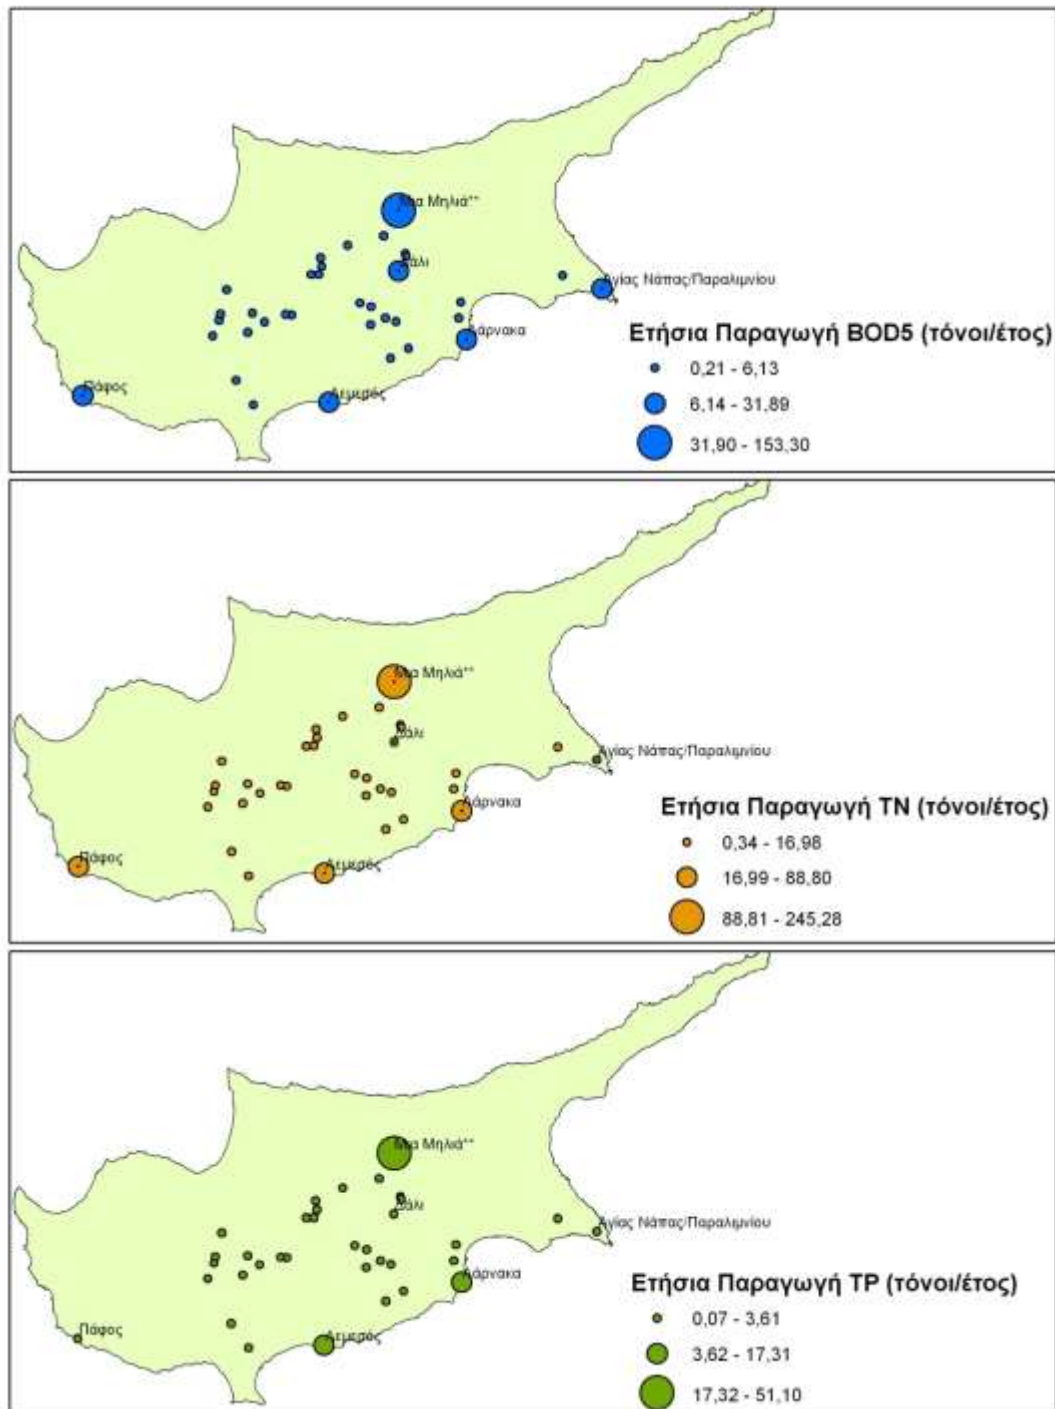 Μια Μηλιά**
Δάλι
Αγίας Νάπας/Παραλιμνίου
Λάρνακα
Πάφος
Λεμεσός
Ετήσια Παραγωγή BOD5 (τόνοι/έτος)
0,21 - 6,13
6,14 - 31,89
31,90 - 153,30
Μια Μηλιά**
Δάλι
Αγίας Νάπας/Παραλιμνίου
Λάρνακα
Πάφος
Λεμεσός
Ετήσια Παραγωγή TN (τόνοι/έτος)
0,34 - 16,98
16,99 - 88,80
88,81 - 245,28
Μια Μηλιά**
Δάλι
Αγίας Νάπας/Παραλιμνίου
Λάρνακα
Πάφος
Λεμεσός
Ετήσια Παραγωγή TP (τόνοι/έτος)
0,07 - 3,61
3,62 - 17,31
17,32 - 51,10